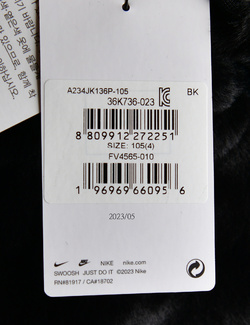 A234JK136P-105 BK
36K736-023
8 809912 272251
SIZE: 105(4)
FV4565-010
1 96969 66095 6
2023/05
NIKE nike.com
SWOOSH. JUST DO IT ©2023 Nike
RN#81917 / CA#18702